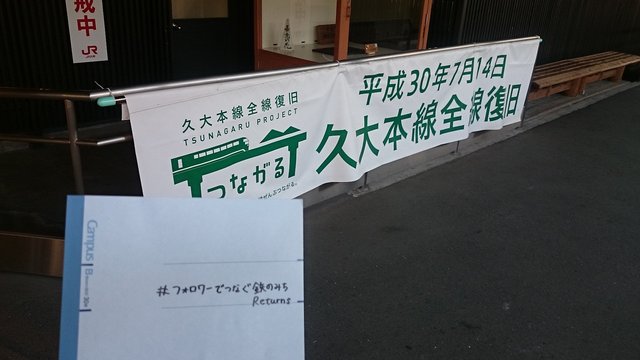 戒中
JR
久大本線全線復旧
TSUNAGARU PROJECT
つながる
平成30年7月14日
久大本線全線復旧
Campus
#フォロワーでつなぐ鉄のみち
Returns